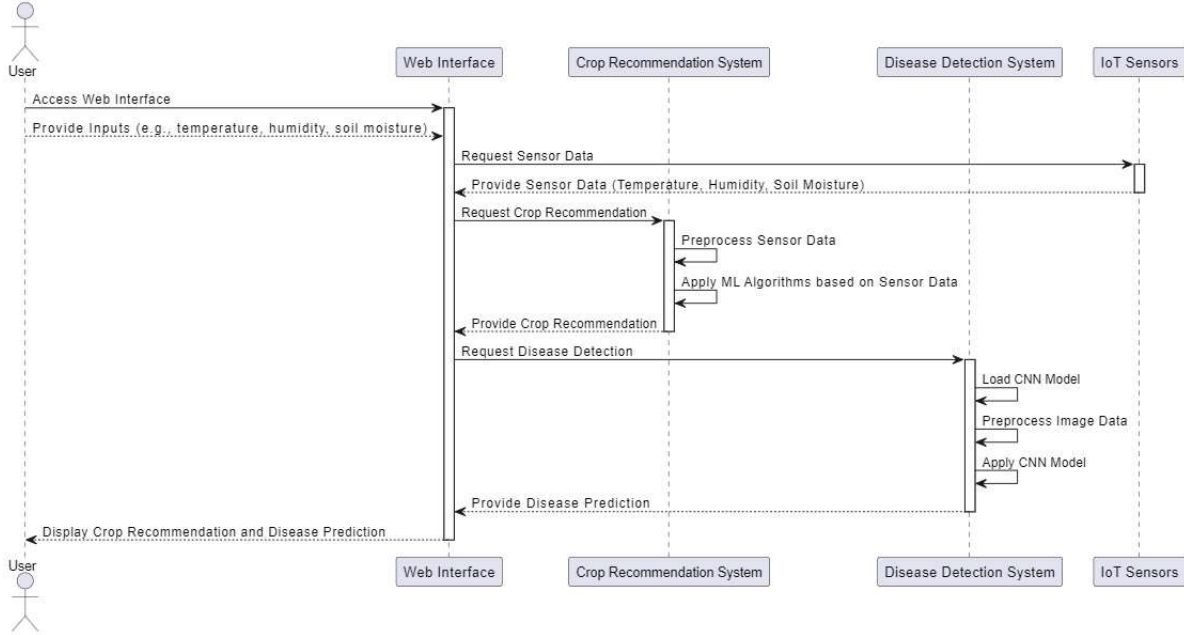 User
Web Interface
Crop Recommendation System
Disease Detection System
IoT Sensors
Access Web Interface
Provide Inputs (e.g., temperature, humidity, soil moisture)
Request Sensor Data
Provide Sensor Data (Temperature, Humidity, Soil Moisture)
Request Crop Recommendation
Preprocess Sensor Data
Apply ML Algorithms based on Sensor Data
Provide Crop Recommendation
Request Disease Detection
Load CNN Model
Preprocess Image Data
Apply CNN Model
Provide Disease Prediction
Display Crop Recommendation and Disease Prediction
User
Web Interface
Crop Recommendation System
Disease Detection System
IoT Sensors